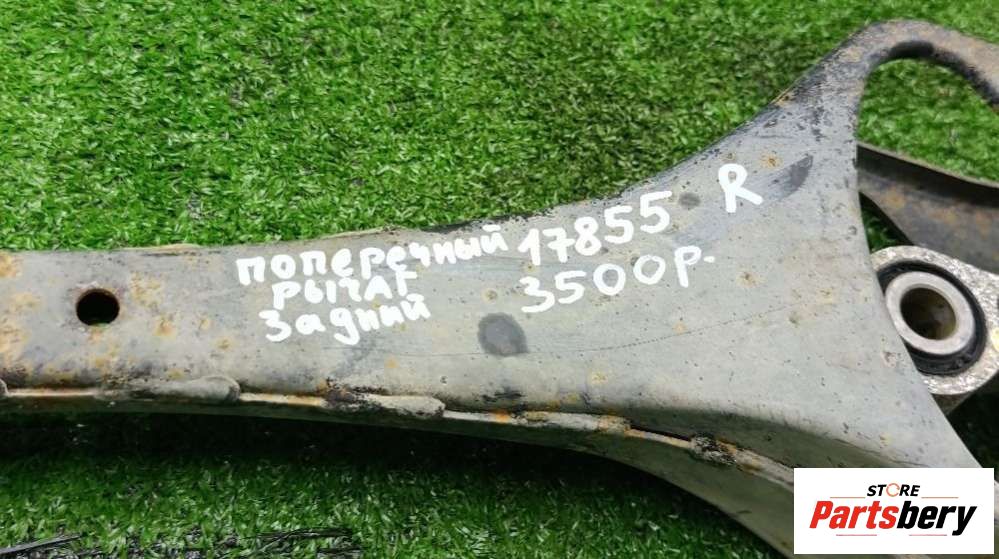 поперечный 17855 R
рычАг 3500р.
Задний
STORE
Partsbery